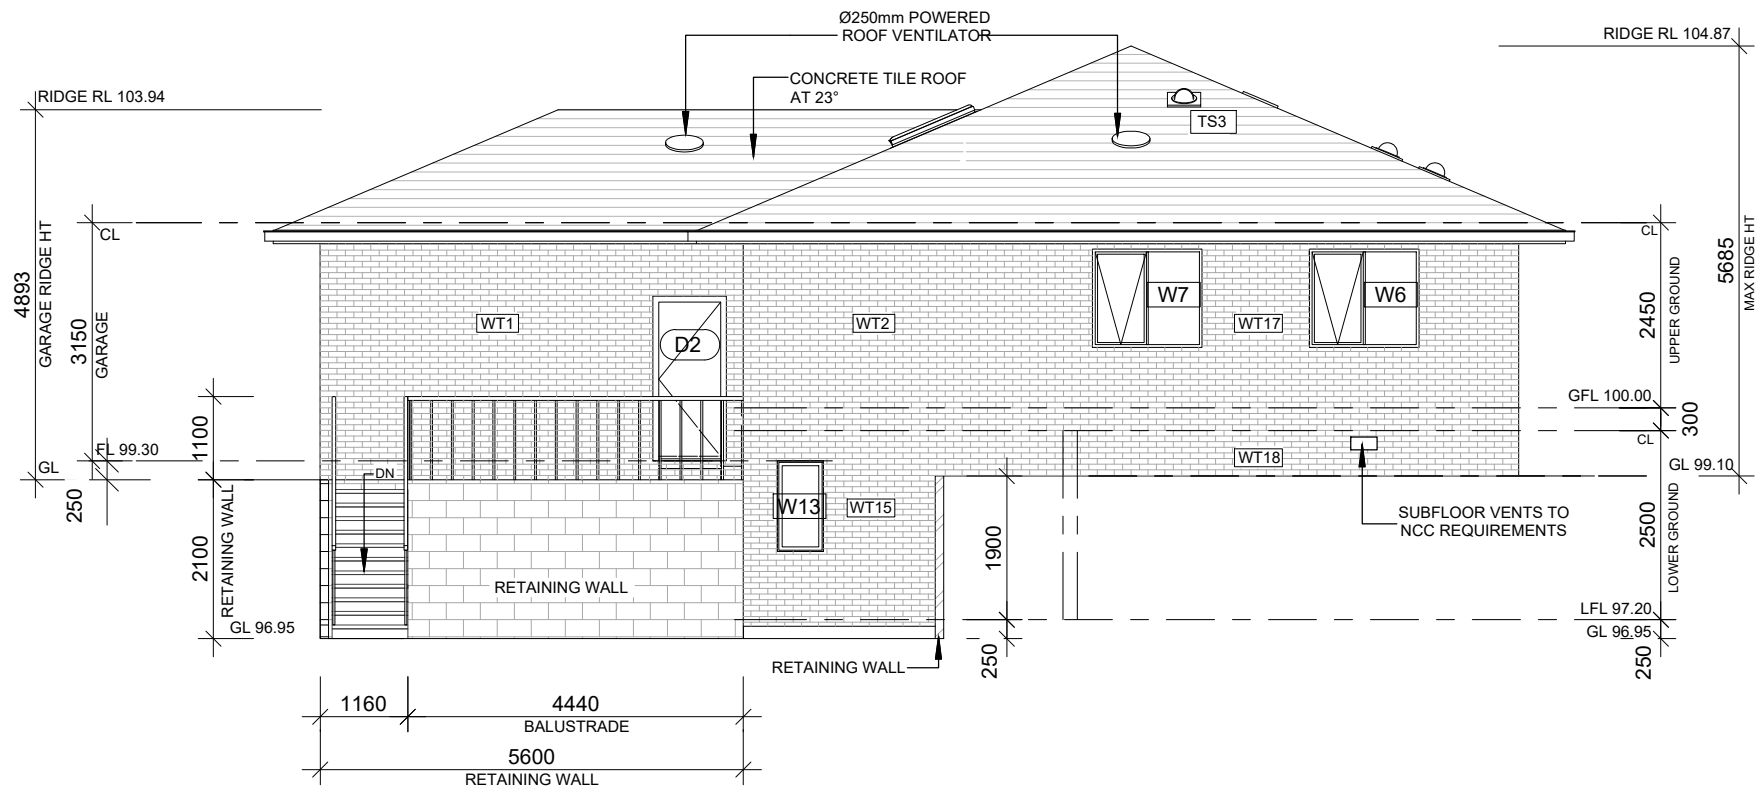 Ø250mm POWERED
ROOF VENTILATOR
RIDGE RL 104.87
CONCRETE TILE ROOF
AT 23°
RIDGE RL 103.94
TS3
CL
CL
4893
GARAGE RIDGE HT
3150
GARAGE
WT1
D2
WT2
W7
WT17
W6
2450
UPPER GROUND
5685
MAX RIDGE HT
GFL 100.00
300
CL
1100
FL 99.30
GL
250
DN
WT18
GL 99.10
2100
RETAINING WALL
W13
WT15
1900
SUBFLOOR VENTS TO
NCC REQUIREMENTS
2500
LOWER GROUND
RETAINING WALL
LFL 97.20
GL 96.95
GL 96.95
250
250
RETAINING WALL
1160
4440
BALUSTRADE
5600
RETAINING WALL